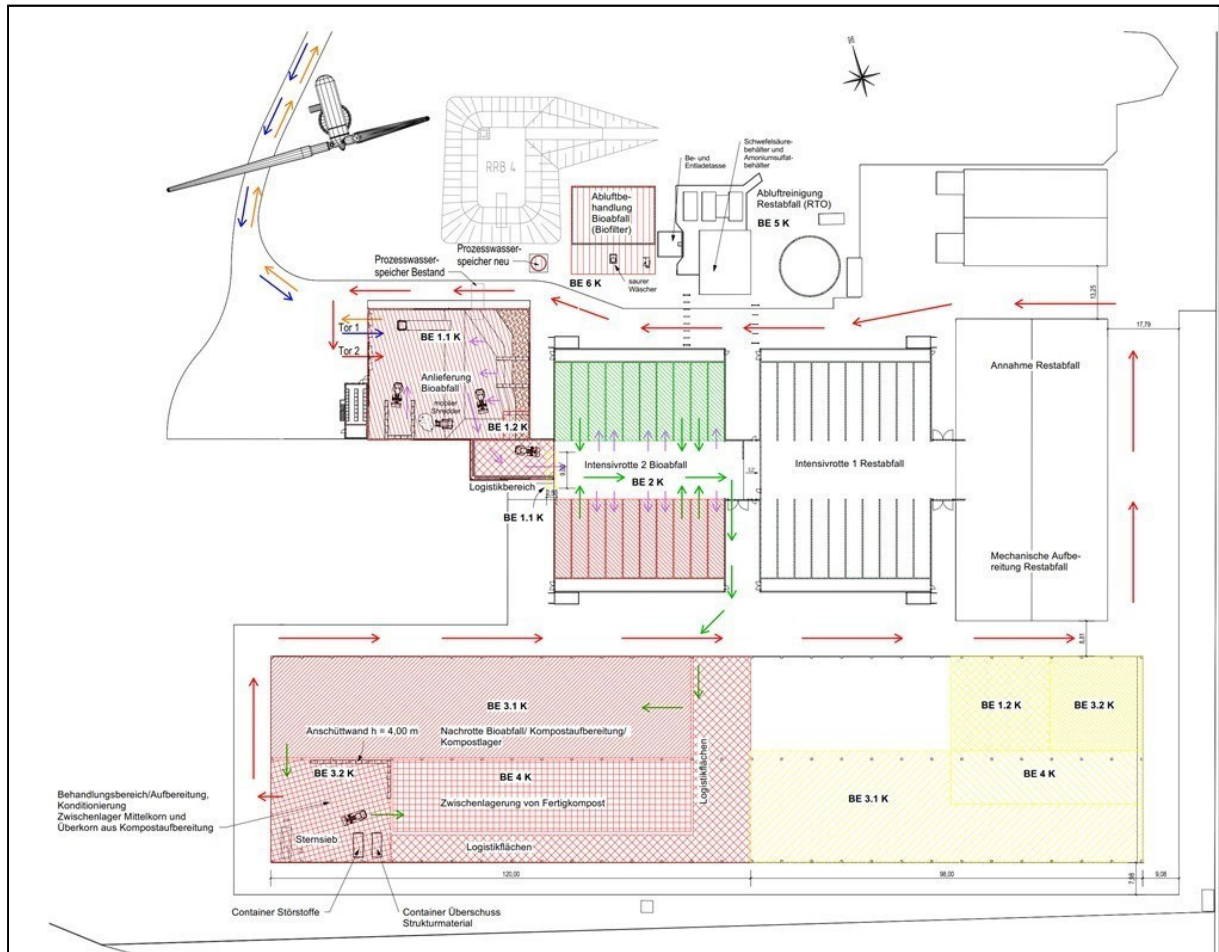 RRB 4
Be- und
Entladetasse
Schwefelsäure-
behälter und
Amoniumsulfat-
behälter
Abluftbe-
handlung
Bioabfall
(Biofilter)
Abluftreinigung
Restabfall (RTO)
BE 5 K
Prozesswasser-
speicher neu
Prozesswasser-
speicher Bestand
BE 6 K
saurer
Wäscher
13,25
17,79
Tor 1
Tor 2
BE 1.1 K
Anlieferung
Bioabfall
mobiler
Shredder
BE 1.2 K
Annahme Restabfall
Intensivrotte 2 Bioabfall
BE 2 K
Intensivrotte 1 Restabfall
Logistikbereich
BE 1.1 K
Mechanische Aufbe-
reitung Restabfall
8,81
BE 3.1 K
Nachrotte Bioabfall/ Kompostaufbereitung/
Kompostlager
Anschüttwand h = 4,00 m
BE 3.2 K
BE 4 K
Zwischenlagerung von Fertigkompost
Logistikflächen
Logistikflächen
Sternsieb
BE 1.2 K
BE 3.2 K
BE 4 K
BE 3.1 K
Behandlungsbereich/Aufbereitung,
Konditionierung
Zwischenlager Mittelkorn und
Überkorn aus Kompostaufbereitung
120,00
98,00
7,98
9,08
Container Störstoffe
Container Überschuss
Strukturmaterial